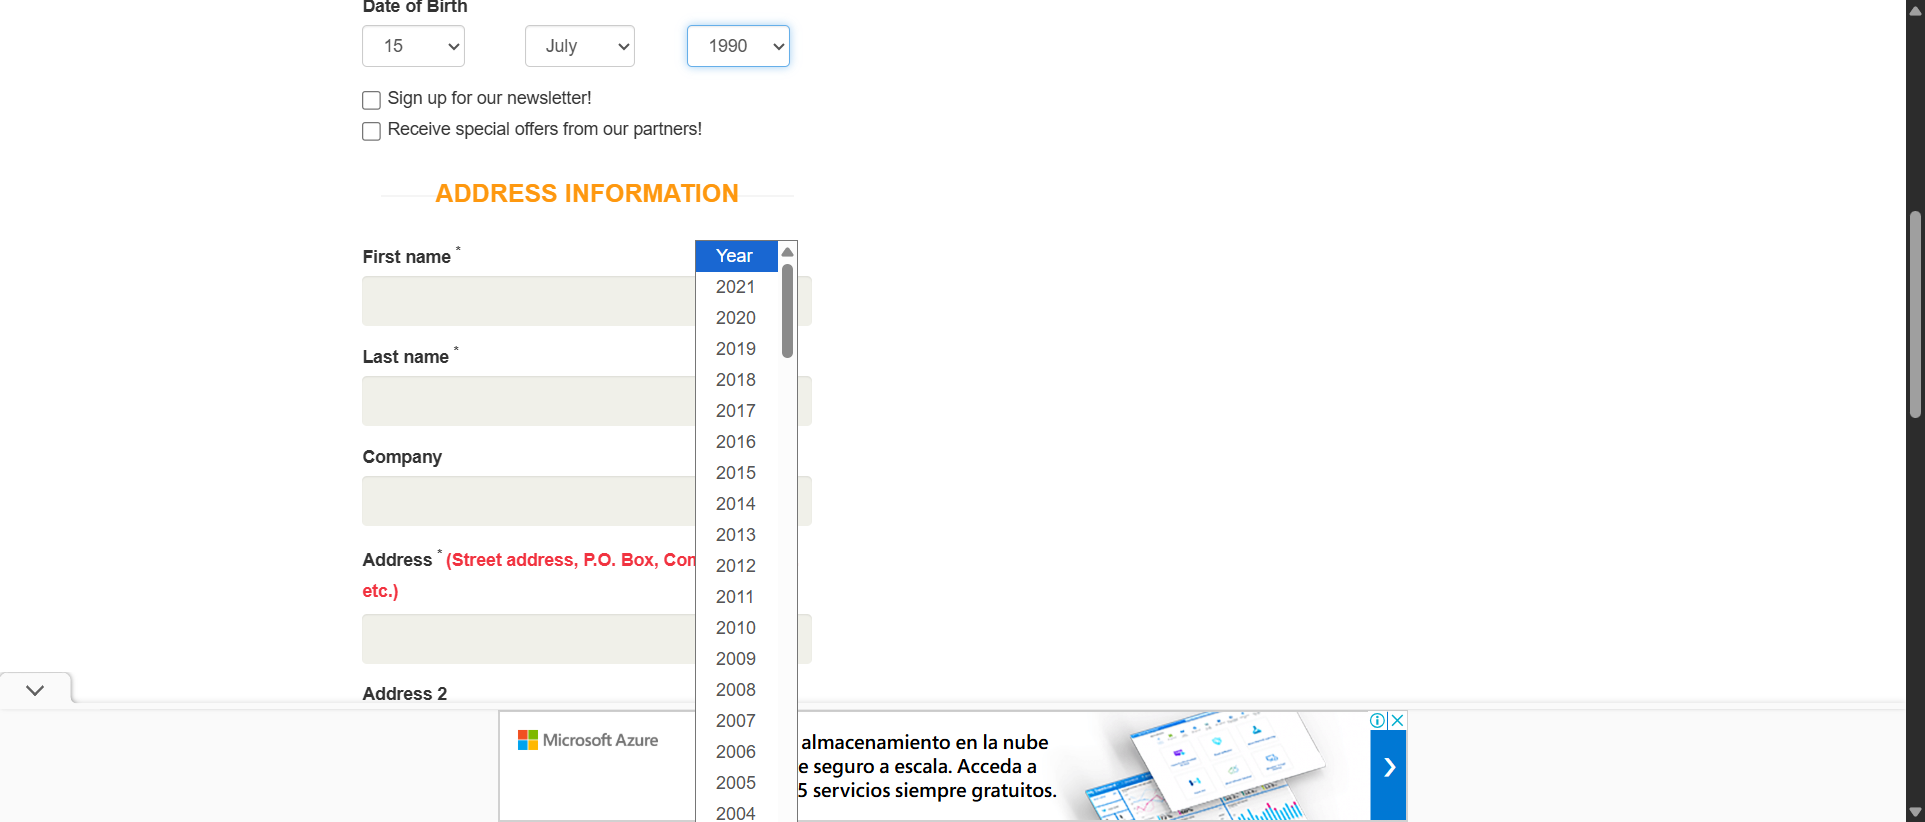 Date of Birth
15
July
1990
Sign up for our newsletter!
Receive special offers from our partners!
ADDRESS INFORMATION
First name *
Last name *
Company
Address * (Street address, P.O. Box, Com
etc.)
Address 2
Year
2021
2020
2019
2018
2017
2016
2015
2014
2013
2012
2011
2010
2009
2008
2007
2006
2005
2004
Microsoft Azure
almacenamiento en la nube
e seguro a escala. Acceda a
5 servicios siempre gratuitos.